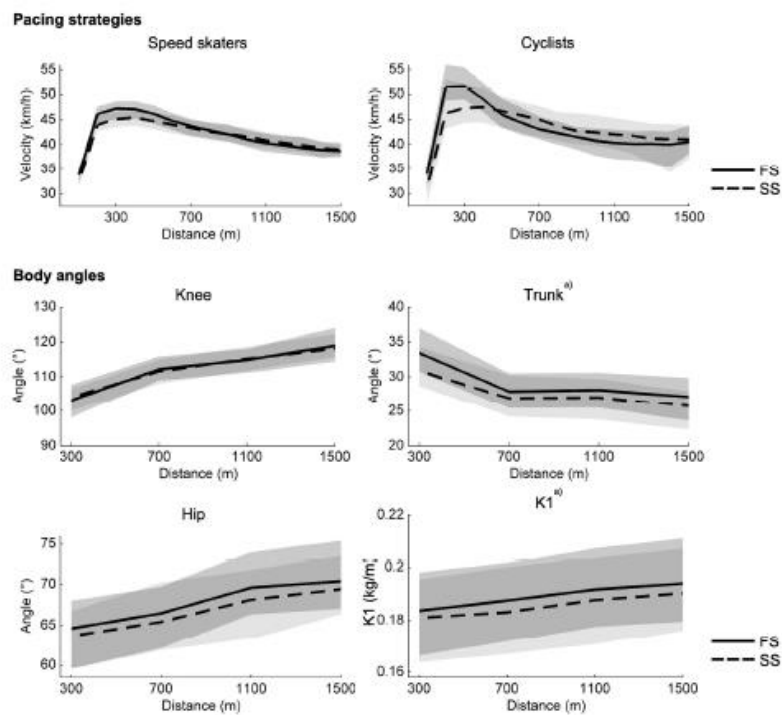 Pacing strategies
Speed skaters
Cyclists
Velocity (km/h)
55
50
45
40
35
30
300
700
1100
1500
Distance (m)
Velocity (km/h)
55
50
45
40
35
30
300
700
1100
1500
Distance (m)
FS
SS
Body angles
Knee
Trunk a)
Angle (°)
130
120
110
100
90
300
700
1100
1500
Distance (m)
Angle (°)
40
35
30
25
20
300
700
1100
1500
Distance (m)
Hip
K1 a)
Angle (°)
75
70
65
60
300
700
1100
1500
Distance (m)
K1 (kg/m)
0.22
0.2
0.18
0.16
300
700
1100
1500
Distance (m)
FS
SS